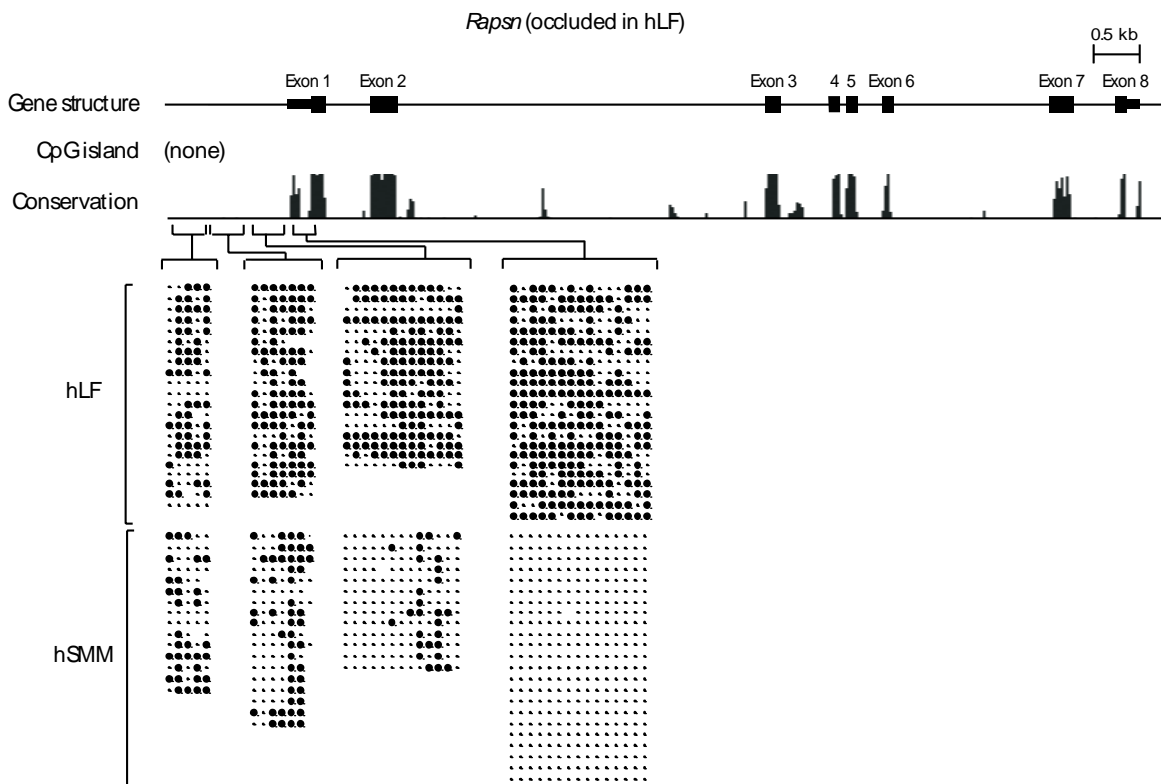 Rapsn (occluded in hLF)
0.5 kb
Exon 1 Exon 2 Exon 3 4 5 Exon 6 Exon 7 Exon 8
Gene structure
CpG island (none)
Conservation
hLF
hSMM